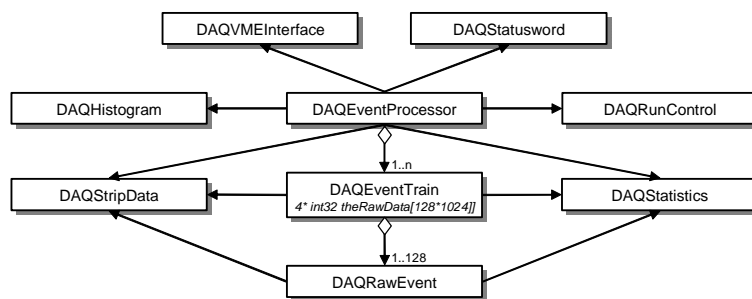 DAQVMEInterface
DAQStatusword
DAQHistogram
DAQEventProcessor
DAQRunControl
1..n
DAQStripData
DAQEventTrain
4* int32 theRawData[128*1024]]
DAQStatistics
1..128
DAQRawEvent